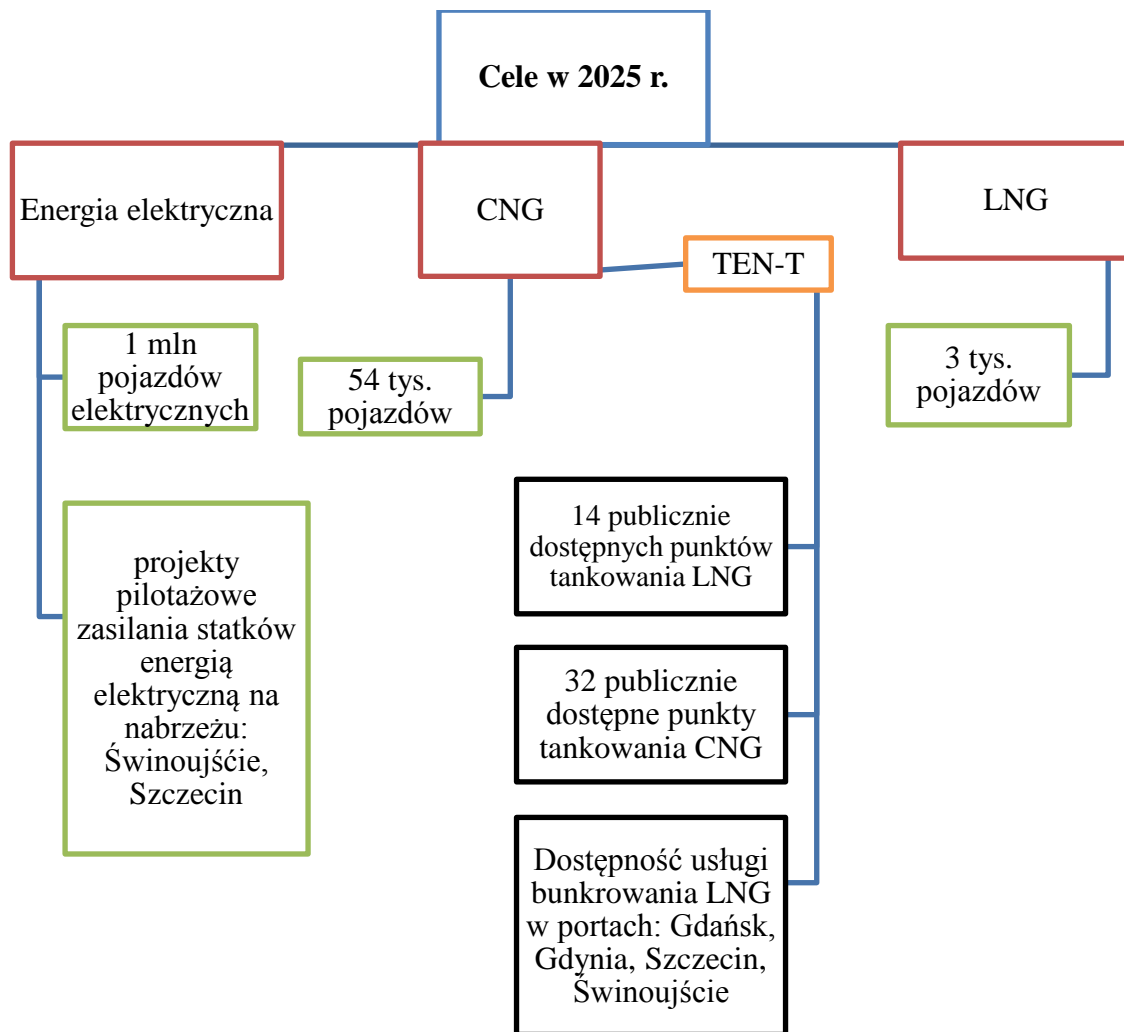 Cele w 2025 r.
Energia elektryczna
CNG
LNG
TEN-T
1 mln
pojazdów
elektrycznych
54 tys.
pojazdów
3 tys.
pojazdów
projekty
pilotażowe
zasilania statków
energią
elektryczną na
nabrzeżu:
Świnoujśćie,
Szczecin
14 publicznie
dostępnych punktów
tankowania LNG
32 publicznie
dostępne punkty
tankowania CNG
Dostępność usługi
bunkrowania LNG
w portach: Gdańsk,
Gdynia, Szczecin,
Świnoujście